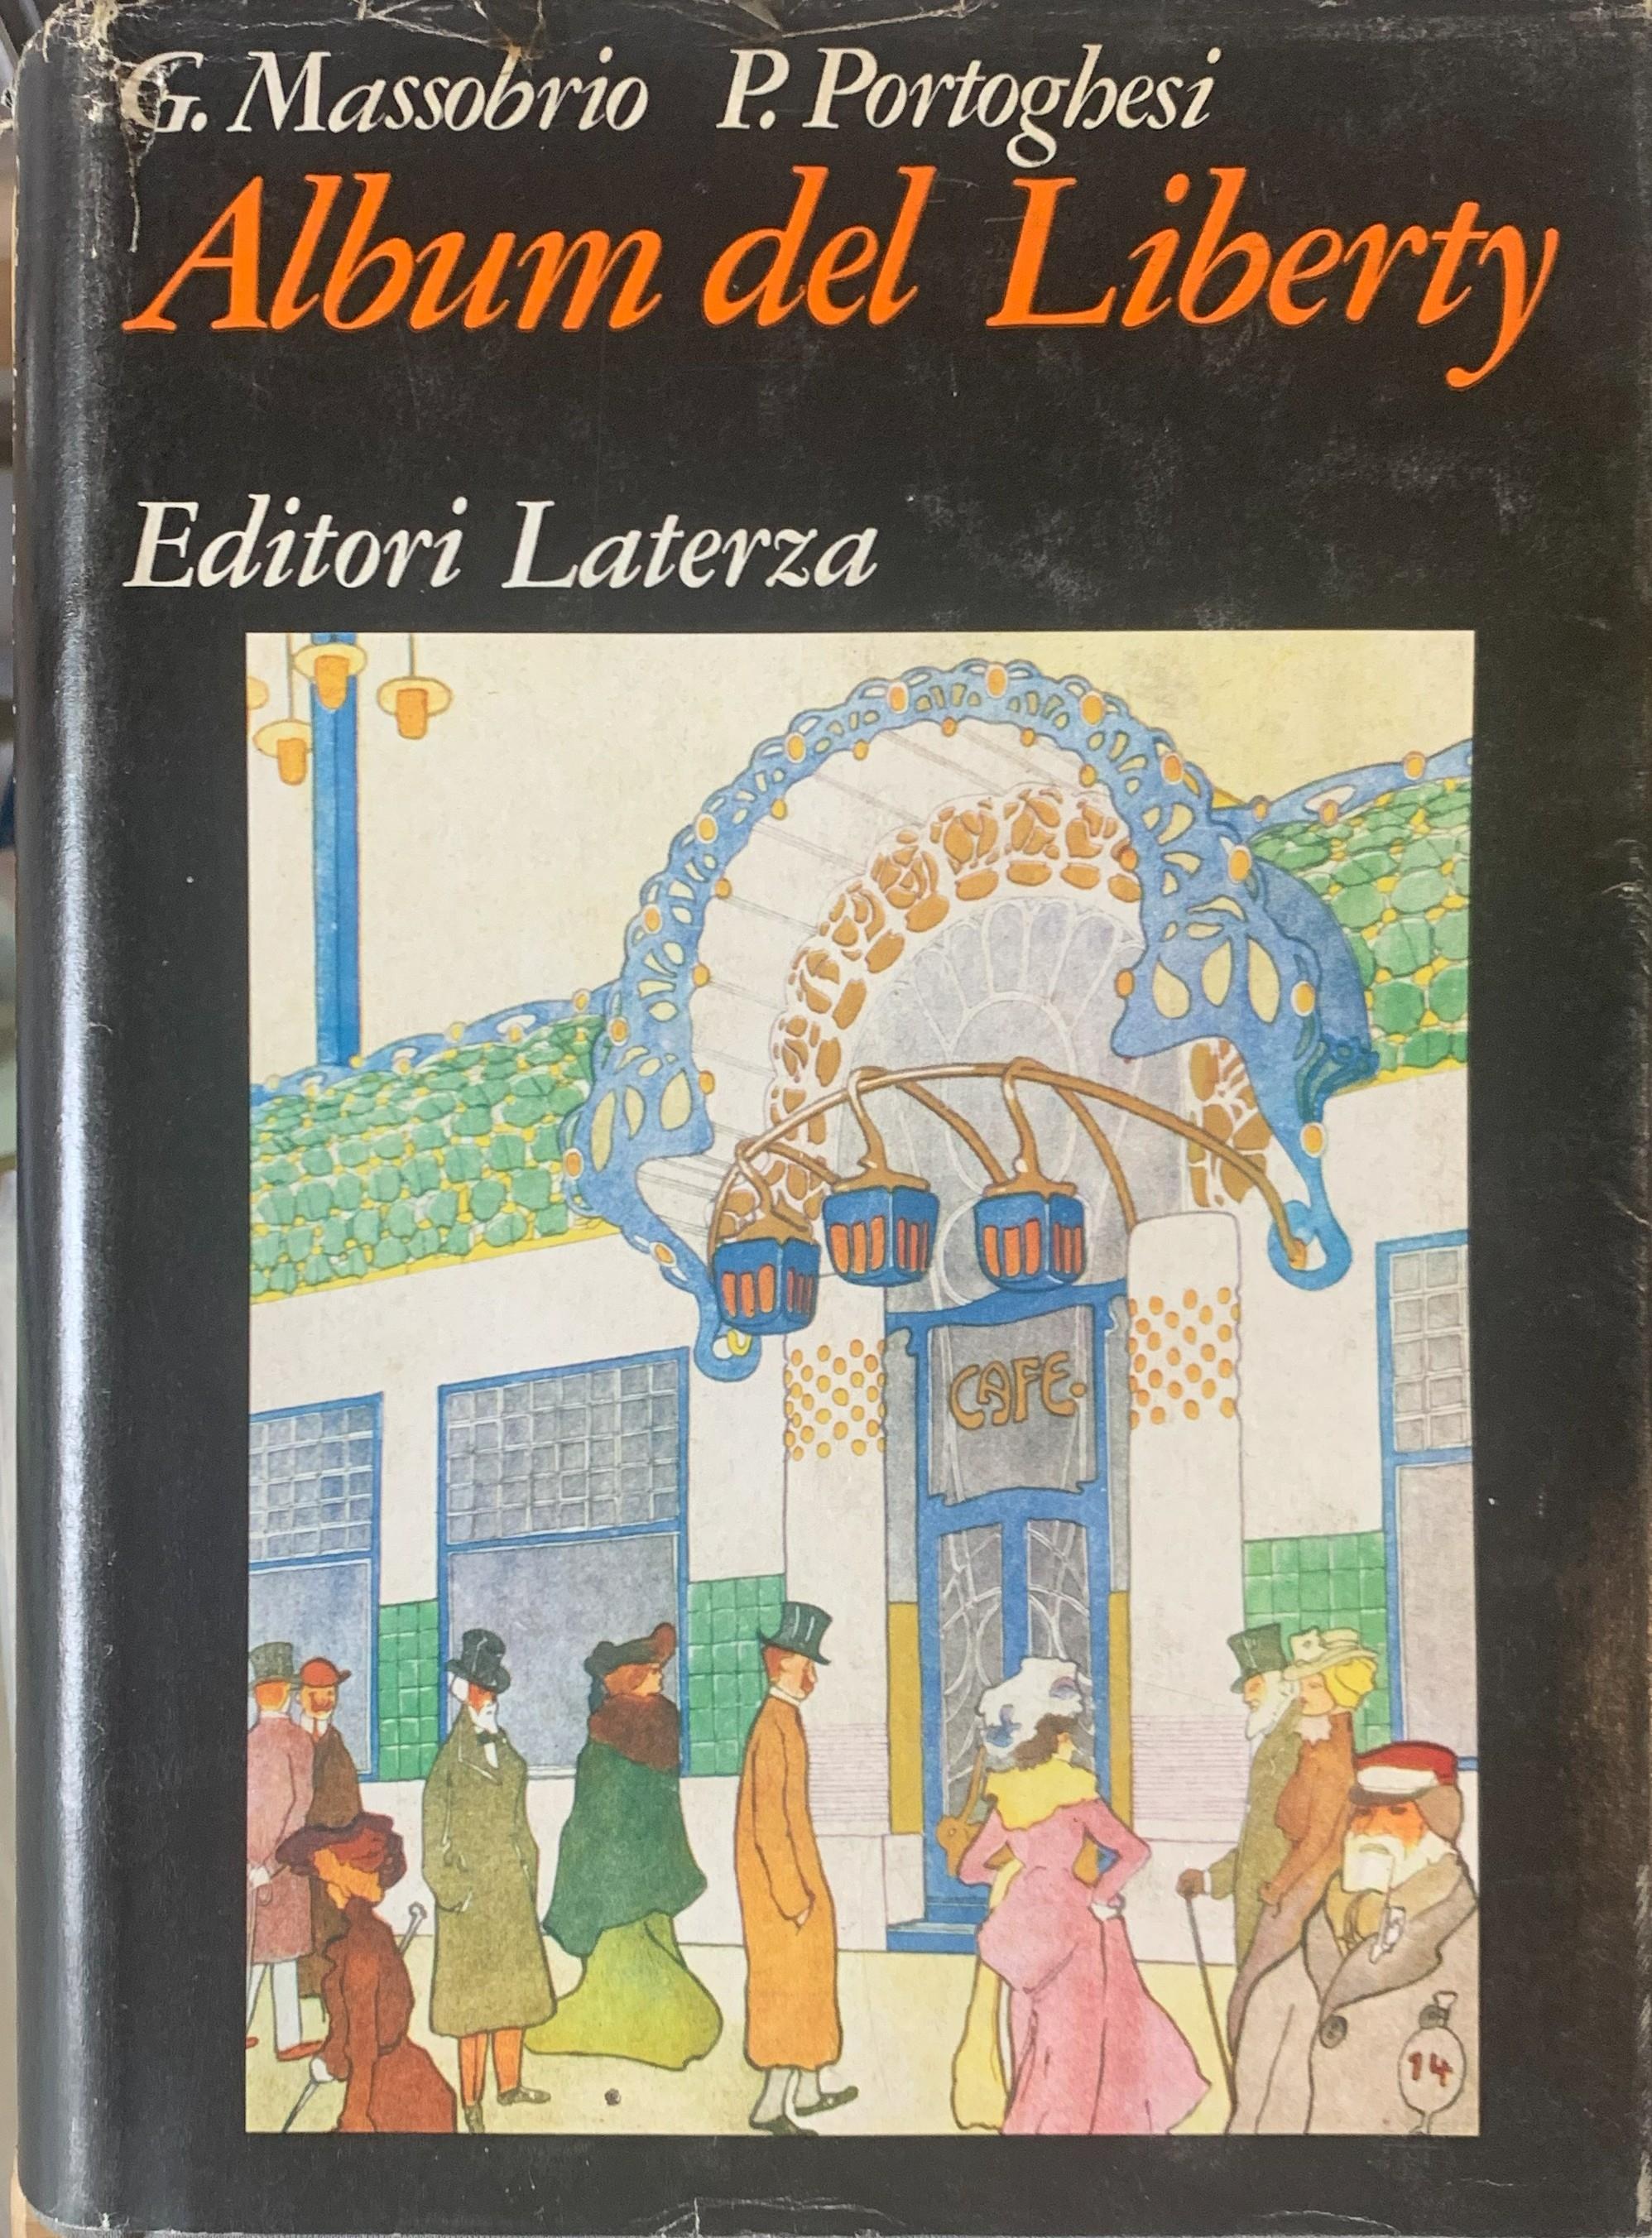 G. Massobrio P. Portoghesi
Album del Liberty
Editori Laterza
CAFE.
14